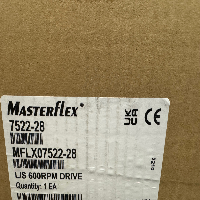 MASTERFLEX®
7522-28
MFLX07522-28
L/S 600RPM DRIVE
Quantity: 1 EA
UK CA CE